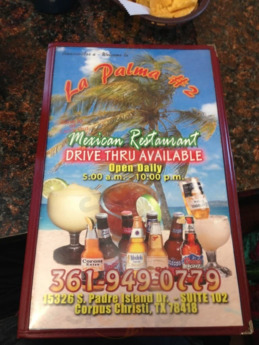 La Palma #2
Mexican Restaurant
DRIVE THRU AVAILABLE
Open Daily
5:00 a.m. - 10:00 p.m.
361-949-0779
15326 S. Padre Island Dr. - SUITE 102
Corpus Christi, TX 78418